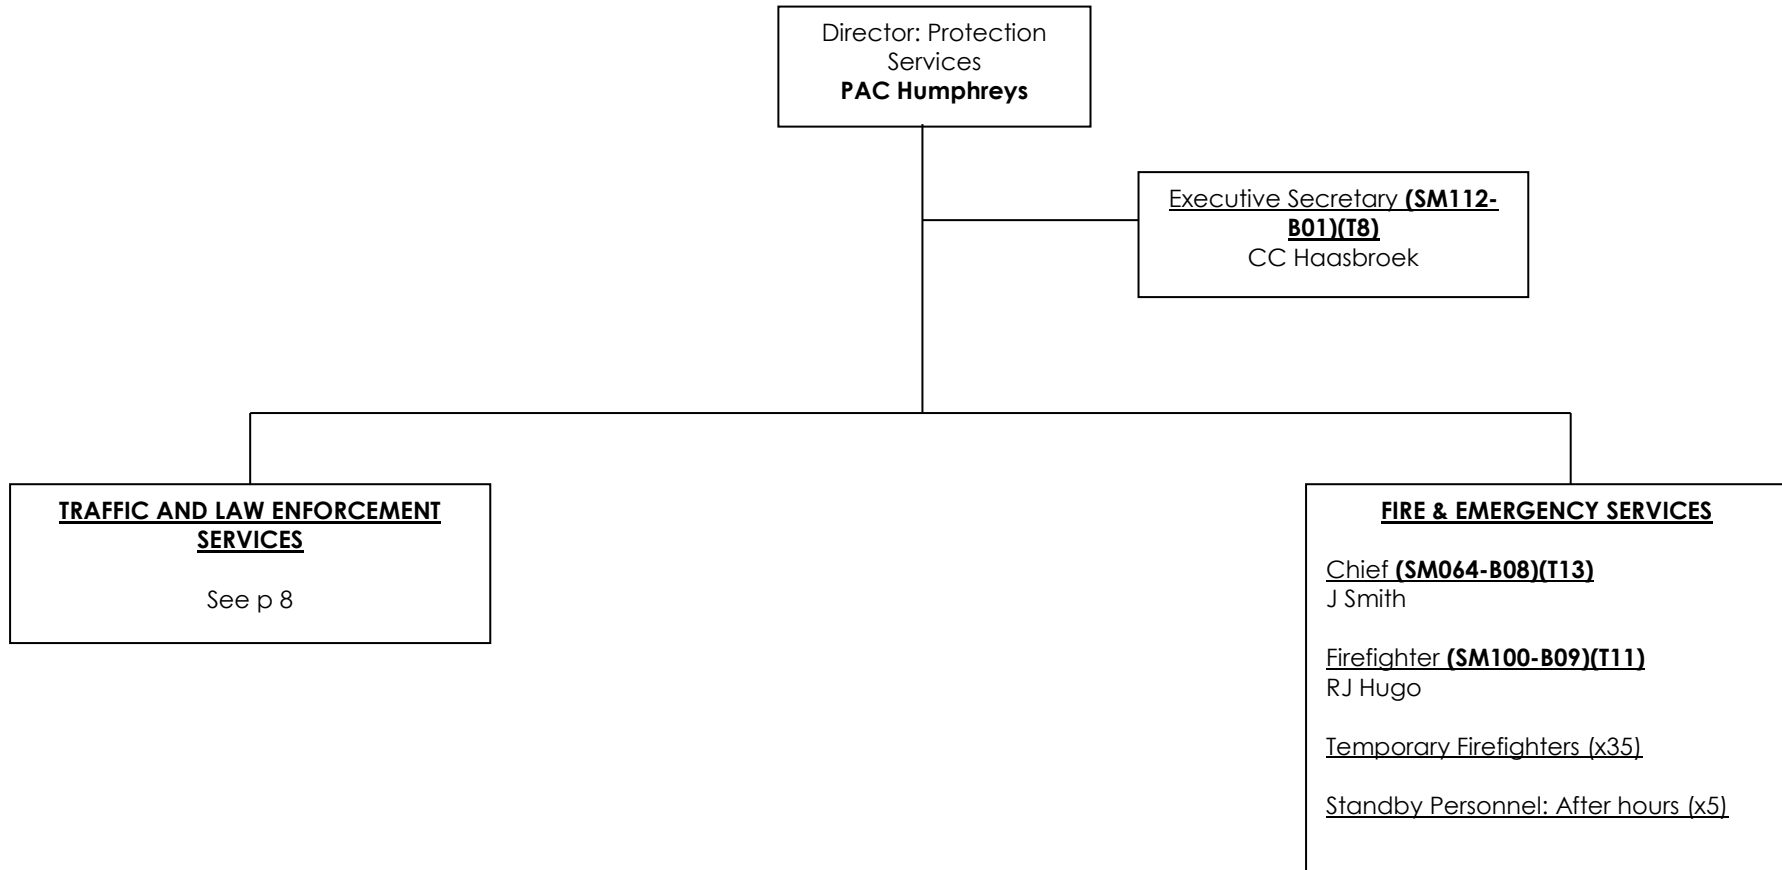 Director: Protection
Services
PAC Humphreys
Executive Secretary (SM112-
B01)(T8)
CC Haasbroek
TRAFFIC AND LAW ENFORCEMENT
SERVICES
See p 8
FIRE & EMERGENCY SERVICES
Chief (SM064-B08)(T13)
J Smith
Firefighter (SM100-B09)(T11)
RJ Hugo
Temporary Firefighters (x35)
Standby Personnel: After hours (x5)